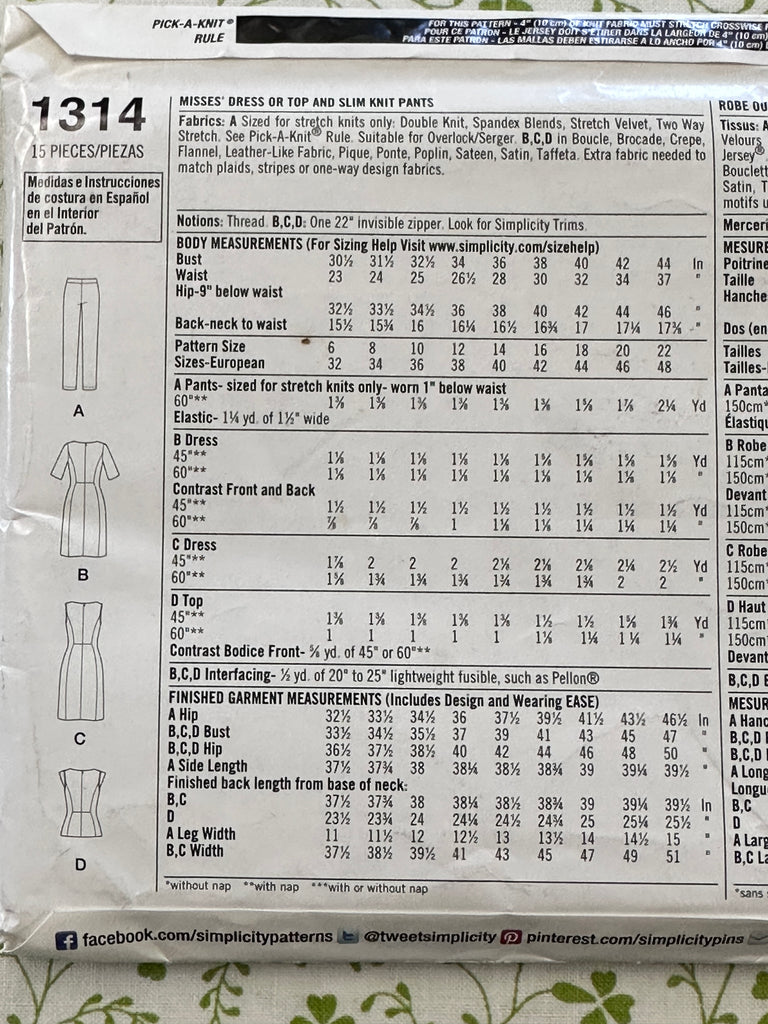 PICK-A-KNIT®
RULE
FOR THIS PATTERN - 4" (10 cm) OF KNIT FABRIC MUST STRETCH CROSSWISE
POUR CE PATRON - LE JERSEY DOIT S'ETIRER DANS LA LARGEUR DE 4" (10 cm)
PARA ESTE PATRON - LAS MALLAS DEBEN ESTIRARSE A LO ANCHO POR 4" (10 cm)
1314
15 PIECES/PIEZAS
Medidas e Instrucciones
de costura en Español
en el Interior
del Patrón.
A
B
C
D
MISSES' DRESS OR TOP AND SLIM KNIT PANTS
Fabrics: A Sized for stretch knits only: Double Knit, Spandex Blends, Stretch Velvet, Two Way
Stretch. See Pick-A-Knit® Rule. Suitable for Overlock/Serger. B,C,D in Boucle, Brocade, Crepe,
Flannel, Leather-Like Fabric, Pique, Ponte, Poplin, Sateen, Satin, Taffeta. Extra fabric needed to
match plaids, stripes or one-way design fabrics.
Notions: Thread. B,C,D: One 22" invisible zipper. Look for Simplicity Trims.
BODY MEASUREMENTS (For Sizing Help Visit www.simplicity.com/sizehelp)
Bust 30½ 31½ 32½ 34 36 38 40 42 44 In
Waist 23 24 25 26½ 28 30 32 34 37 "
Hip-9" below waist
32½ 33½ 34½ 36 38 40 42 44 46 "
Back-neck to waist 15½ 15¾ 16 16¼ 16½ 16¾ 17 17¼ 17⅜ "
Pattern Size 6 8 10 12 14 16 18 20 22
Sizes-European 32 34 36 38 40 42 44 46 48
A Pants- sized for stretch knits only- worn 1" below waist
60"** 1⅜ 1⅜ 1⅜ 1⅜ 1⅜ 1⅜ 1⅝ 1⅞ 2¼ Yd
Elastic- 1¼ yd. of 1½" wide
B Dress
45"** 1⅛ 1⅛ 1⅛ 1⅛ 1⅛ 1⅝ 1⅝ 1⅝ 1⅝ Yd
60"** 1⅛ 1⅛ 1⅛ 1⅛ 1⅛ 1⅛ 1⅛ 1⅛ 1⅛ "
Contrast Front and Back
45"** 1½ 1½ 1½ 1½ 1½ 1½ 1½ 1½ 1½ Yd
60"** ⅞ ⅞ ⅞ 1 1⅛ 1⅛ 1¼ 1¼ 1¼ "
C Dress
45"** 1⅞ 2 2 2 2⅛ 2⅛ 2⅛ 2¼ 2½ Yd
60"** 1⅝ 1¾ 1¾ 1¾ 1¾ 1¾ 1¾ 2 2 "
D Top
45"** 1⅜ 1⅜ 1⅜ 1⅜ 1⅜ 1½ 1½ 1⅝ 1¾ Yd
60"** 1 1 1 1 1 1⅛ 1¼ 1¼ 1¼ "
Contrast Bodice Front- ⅝ yd. of 45" or 60"**
B,C,D Interfacing- ½ yd. of 20" to 25" lightweight fusible, such as Pellon®
FINISHED GARMENT MEASUREMENTS (Includes Design and Wearing EASE)
A Hip 32½ 33½ 34½ 36 37½ 39½ 41½ 43½ 46½ In
B,C,D Bust 33½ 34½ 35½ 37 39 41 43 45 47 "
B,C,D Hip 36½ 37½ 38½ 40 42 44 46 48 50 "
A Side Length 37½ 37¾ 38 38¼ 38½ 38¾ 39 39¼ 39½ "
Finished back length from base of neck:
B,C 37½ 37¾ 38 38¼ 38½ 38¾ 39 39¼ 39½ In
D 23½ 23¾ 24 24¼ 24½ 24¾ 25 25¼ 25½ "
A Leg Width 11 11½ 12 12½ 13 13½ 14 14½ 15 "
B,C Width 37½ 38½ 39½ 41 43 45 47 49 51 "
*without nap **with nap ***with or without nap
ROBE OU
Tissus: A
Velours
Jersey®
Bouclett
Satin, T
motifs u
Merceri
MESURE
Poitrine
Taille
Hanche
Dos (en
Tailles
Tailles-
A Panta
150cm*
Élastiqu
B Robe
115cm*
150cm*
Devant
115cm*
150cm*
C Robe
115cm*
150cm*
D Haut
115cm*
150cm*
Devant
B,C,D E
MESUR
A Hanc
B,C,D
B,C,D
A Long
Longue
B,C
D
A Larg
B,C La
*sans
facebook.com/simplicitypatterns @tweetsimplicity pinterest.com/simplicitypins